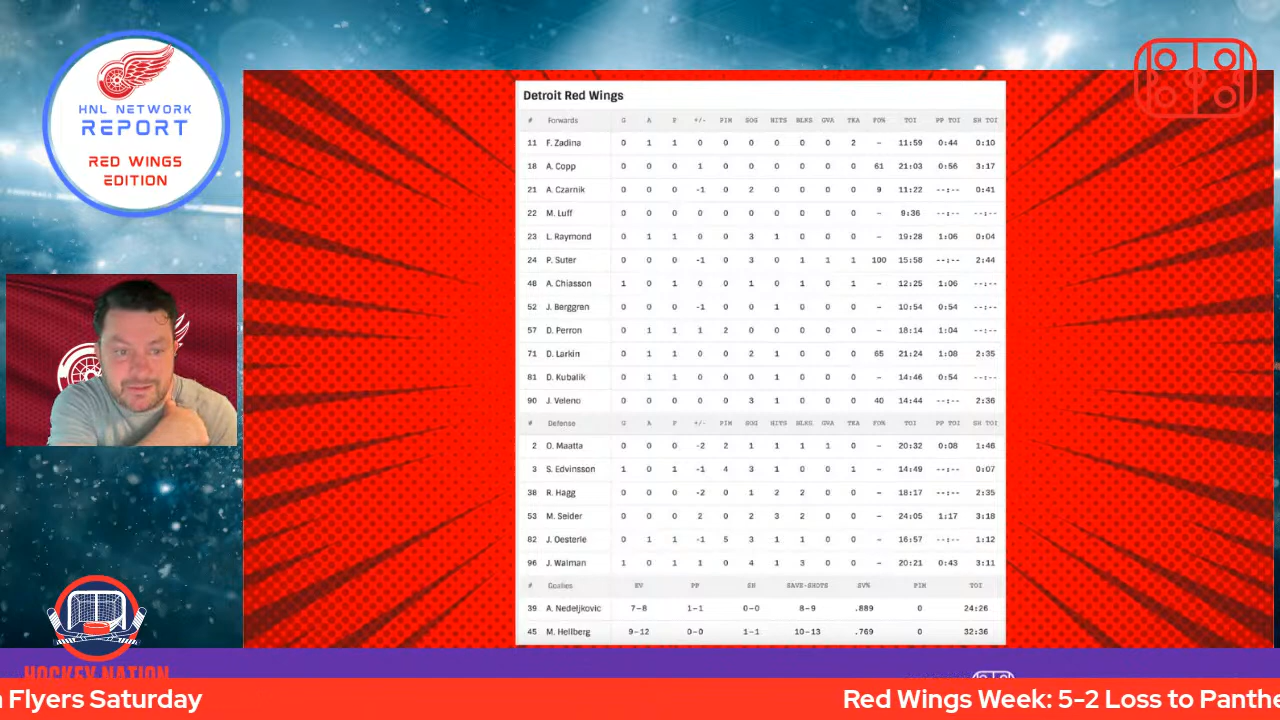 HNL NETWORK
REPORT
RED WINGS
EDITION
Detroit Red Wings
# Forwards G A P +/- PIM SOG HITS BLKS GVA TKA FO% TOI PP TOI SH TOI
11 F. Zadina 0 1 1 0 0 0 0 0 0 2 - 11:59 0:44 0:10
18 A. Copp 0 0 0 1 0 0 0 0 0 0 61 21:03 0:56 3:17
21 A. Czarnik 0 0 0 -1 0 2 0 0 0 0 9 11:22 --:-- 0:41
22 M. Luff 0 0 0 0 0 0 0 0 0 0 - 9:36 --:-- --:--
23 L. Raymond 0 1 1 0 0 3 1 0 0 0 - 19:28 1:06 0:04
24 P. Suter 0 0 0 -1 0 3 0 1 1 1 100 15:58 --:-- 2:44
48 A. Chiasson 1 0 1 0 0 1 0 1 0 1 - 12:25 1:06 --:--
52 J. Berggren 0 0 0 -1 0 0 1 0 0 0 - 10:54 0:54 --:--
57 D. Perron 0 1 1 1 2 0 0 0 0 0 - 18:14 1:04 --:--
71 D. Larkin 0 1 1 0 0 2 1 0 0 0 65 21:24 1:08 2:35
81 D. Kubalik 0 1 1 0 0 0 1 0 0 0 - 14:46 0:54 --:--
90 J. Veleno 0 0 0 0 0 3 1 0 0 0 40 14:44 --:-- 2:36
# Defense G A P +/- PIM SOG HITS BLKS GVA TKA FO% TOI PP TOI SH TOI
2 O. Maatta 0 0 0 -2 2 1 1 1 1 0 - 20:32 0:08 1:46
3 S. Edvinsson 1 0 1 -1 4 3 1 0 0 1 - 14:49 --:-- 0:07
38 R. Hagg 0 0 0 -2 0 1 2 2 0 0 - 18:17 --:-- 2:35
53 M. Seider 0 0 0 2 0 2 3 2 0 0 - 24:05 1:17 3:18
82 J. Oesterle 0 1 1 -1 5 3 1 1 0 0 - 16:57 --:-- 1:12
96 J. Walman 1 0 1 1 0 4 1 3 0 0 - 20:21 0:43 3:11
# Goalies EV PP SH SAVE-SHOTS SV% PIM TOI
39 A. Nedeljkovic 7-8 1-1 0-0 8-9 .889 0 24:26
45 M. Hellberg 9-12 0-0 1-1 10-13 .769 0 32:36
HOCKEY NATION
Flyers Saturday
Red Wings Week: 5-2 Loss to Panthe